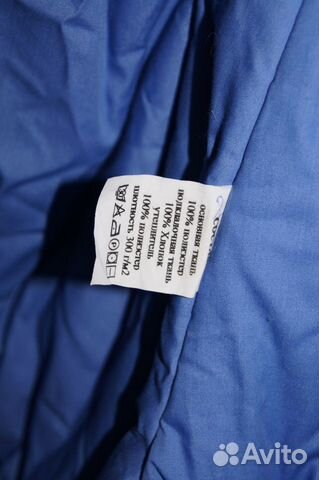 основная ткань
100% полиэстер
подкладочная ткань
100% Хлопок
утеплитель
100% полиэстер
плотность 300 г/м2
Avito